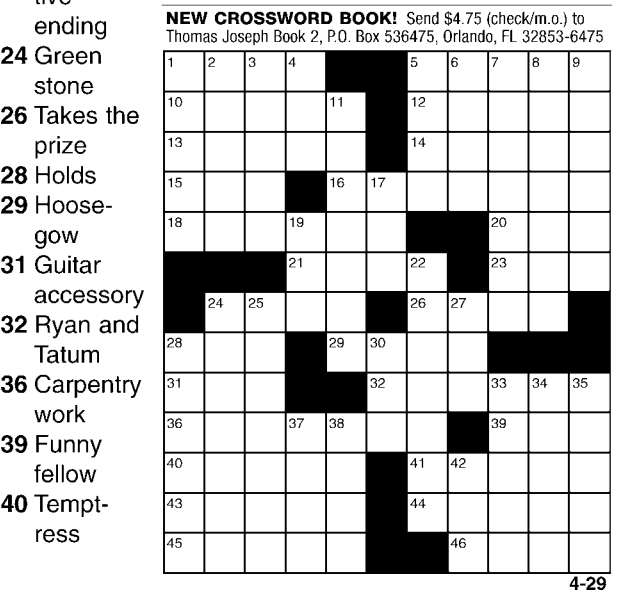 tive
ending
24 Green
stone
26 Takes the
prize
28 Holds
29 Hoose-
gow
31 Guitar
accessory
32 Ryan and
Tatum
36 Carpentry
work
39 Funny
fellow
40 Tempt-
ress
NEW CROSSWORD BOOK! Send $4.75 (check/m.o.) to
Thomas Joseph Book 2, P.O. Box 536475, Orlando, FL 32853-6475
1 2 3 4 5 6 7 8 9
10 11 12
13 14
15 16 17
18 19 20
21 22 23
24 25 26 27
28 29 30
31 32 33 34 35
36 37 38 39
40 41 42
43 44
45 46
4-29